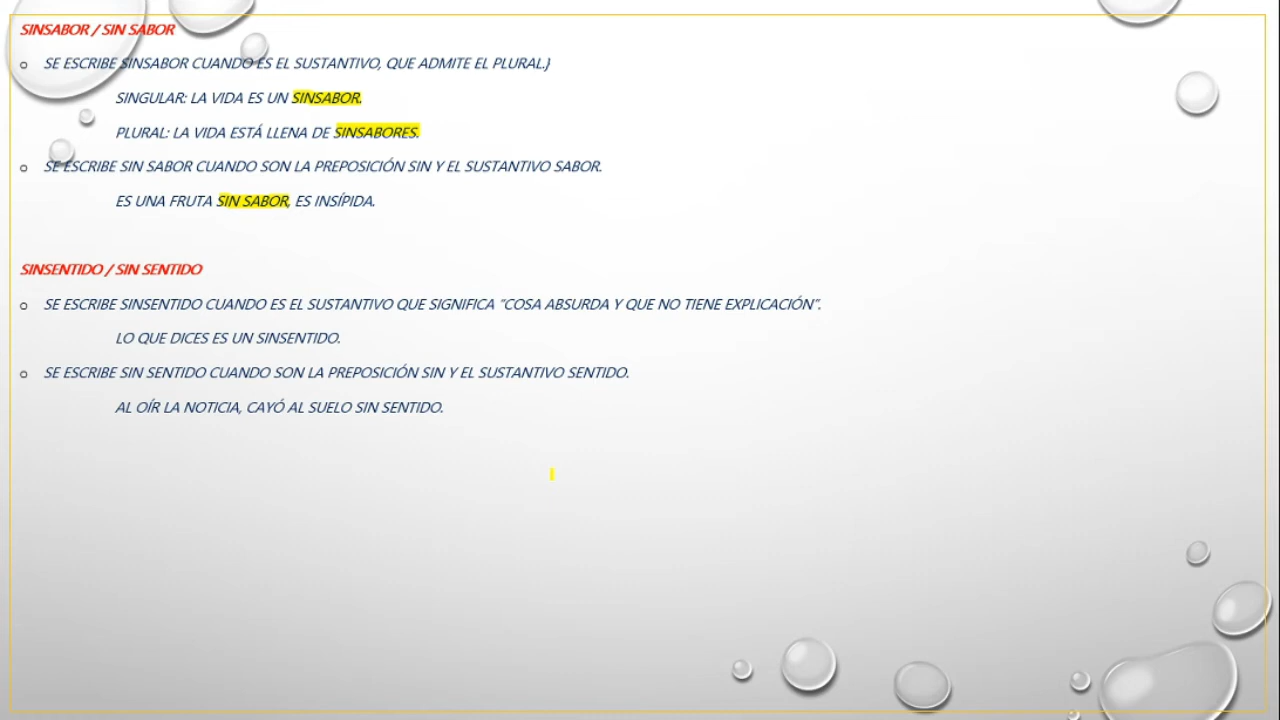 SINSABOR / SIN SABOR
o SE ESCRIBE SINSABOR CUANDO ES EL SUSTANTIVO, QUE ADMITE EL PLURAL.}
SINGULAR: LA VIDA ES UN SINSABOR.
PLURAL: LA VIDA ESTÁ LLENA DE SINSABORES.
o SE ESCRIBE SIN SABOR CUANDO SON LA PREPOSICIÓN SIN Y EL SUSTANTIVO SABOR.
ES UNA FRUTA SIN SABOR, ES INSÍPIDA.
SINSENTIDO / SIN SENTIDO
o SE ESCRIBE SINSENTIDO CUANDO ES EL SUSTANTIVO QUE SIGNIFICA "COSA ABSURDA Y QUE NO TIENE EXPLICACIÓN".
LO QUE DICES ES UN SINSENTIDO.
o SE ESCRIBE SIN SENTIDO CUANDO SON LA PREPOSICIÓN SIN Y EL SUSTANTIVO SENTIDO.
AL OÍR LA NOTICIA, CAYÓ AL SUELO SIN SENTIDO.